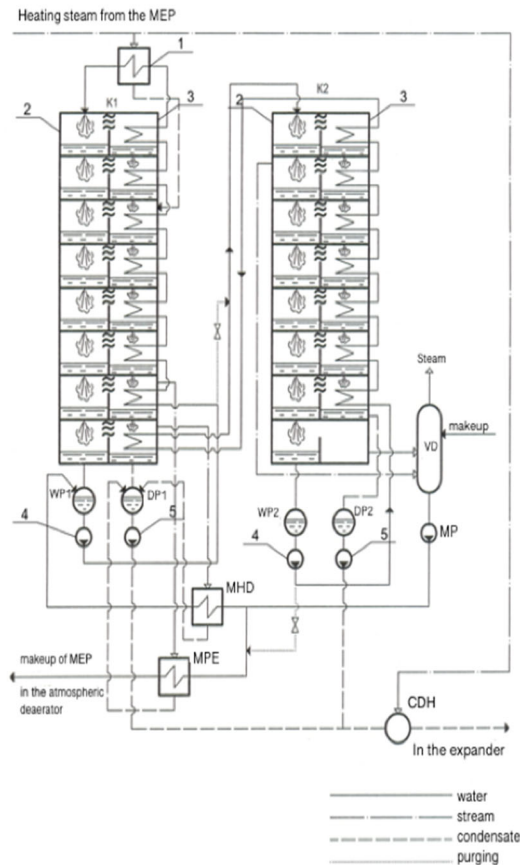 Heating steam from the MEP
1
2
K1
3
2
K2
3
Steam
makeup
VD
WP1
DP1
WP2
DP2
MP
4
5
4
5
MHD
MPE
makeup of MEP
in the atmospheric
deaerator
CDH
In the expander
water
stream
condensate
purging